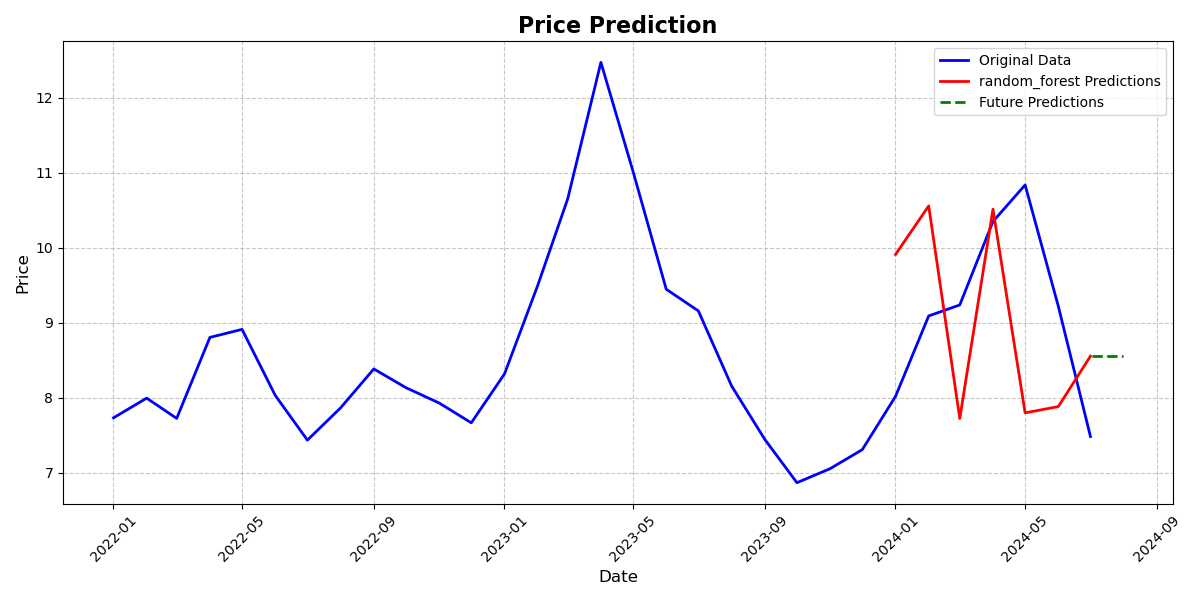 Price Prediction
Original Data
random_forest Predictions
Future Predictions
Price
12
11
10
9
8
7
2022-01
2022-05
2022-09
2023-01
2023-05
2023-09
2024-01
2024-05
2024-09
Date